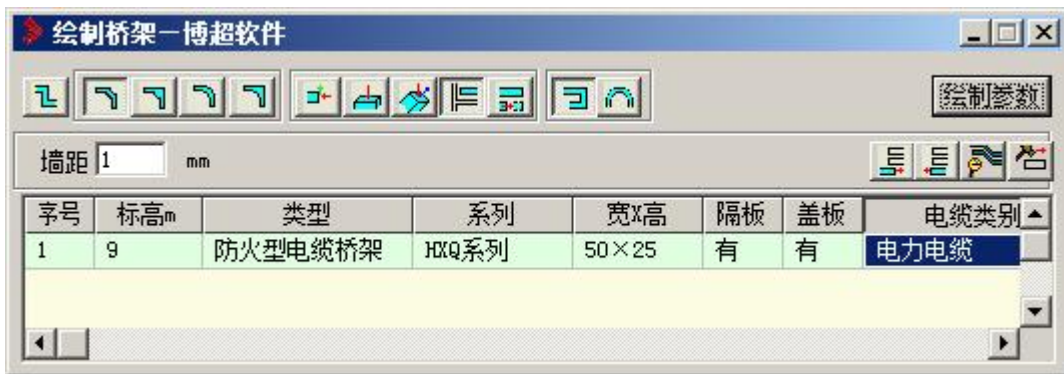 绘制桥架－博超软件
绘制参数
墙距 1 mm
字号 标高m 类型 系列 宽X高 隔板 盖板 电缆类别
1 9 防火型电缆桥架 HXQ系列 50×25 有 有 电力电缆